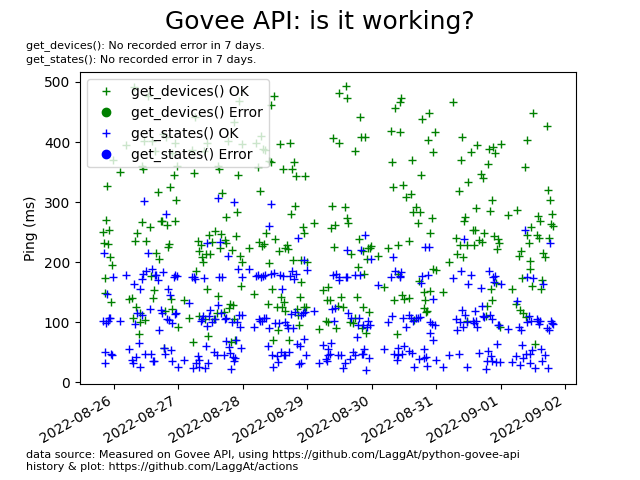 Govee API: is it working?
get_devices(): No recorded error in 7 days.
get_states(): No recorded error in 7 days.
get_devices() OK
get_devices() Error
get_states() OK
get_states() Error
Ping (ms)
500
400
300
200
100
0
2022-08-26
2022-08-27
2022-08-28
2022-08-29
2022-08-30
2022-08-31
2022-09-01
2022-09-02
data source: Measured on Govee API, using https://github.com/LaggAt/python-govee-api
history & plot: https://github.com/LaggAt/actions